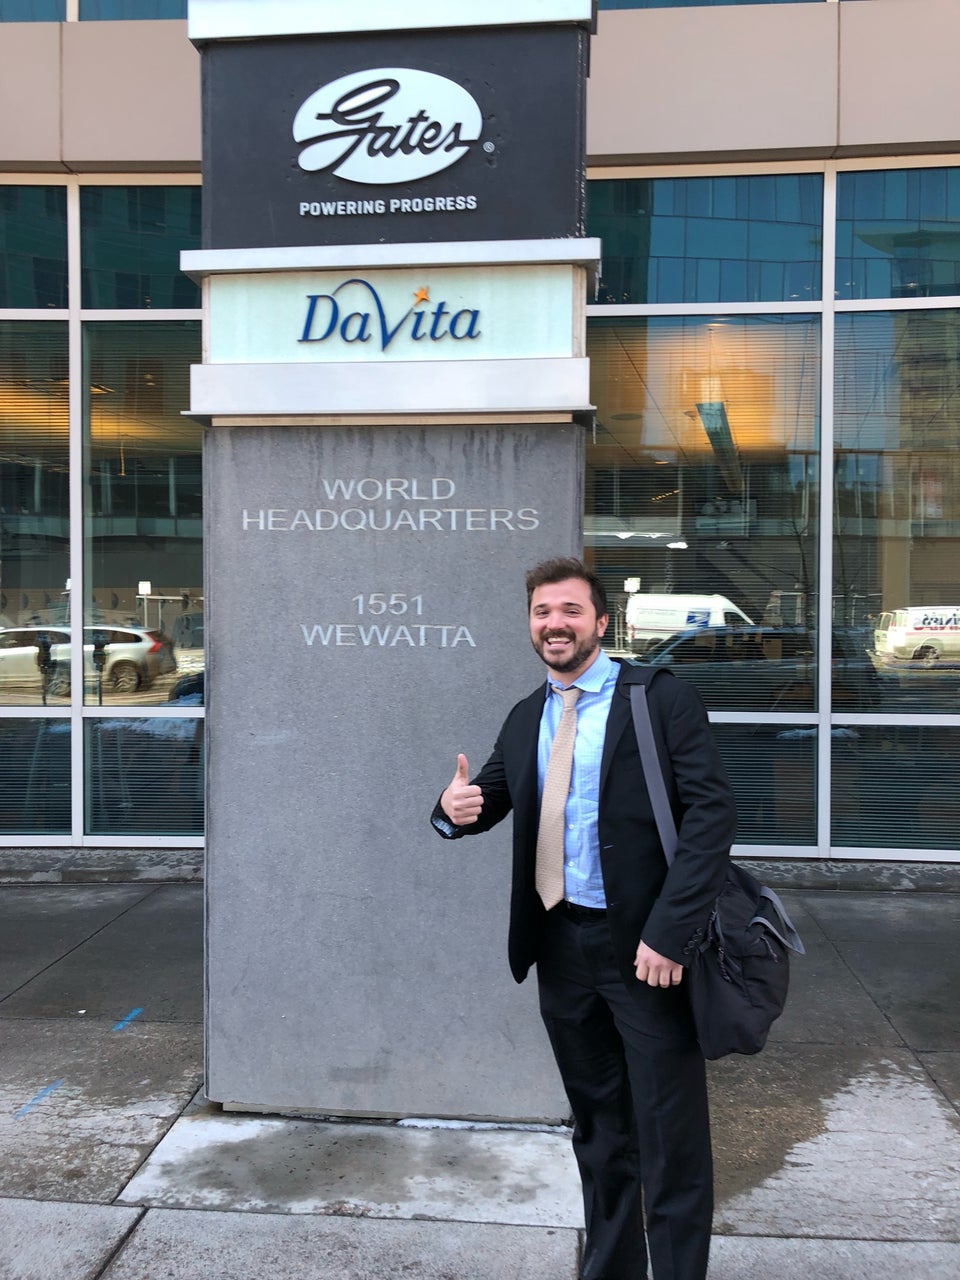 Gates®
POWERING PROGRESS
DaVita
WORLD
HEADQUARTERS
1551
WEWATTA